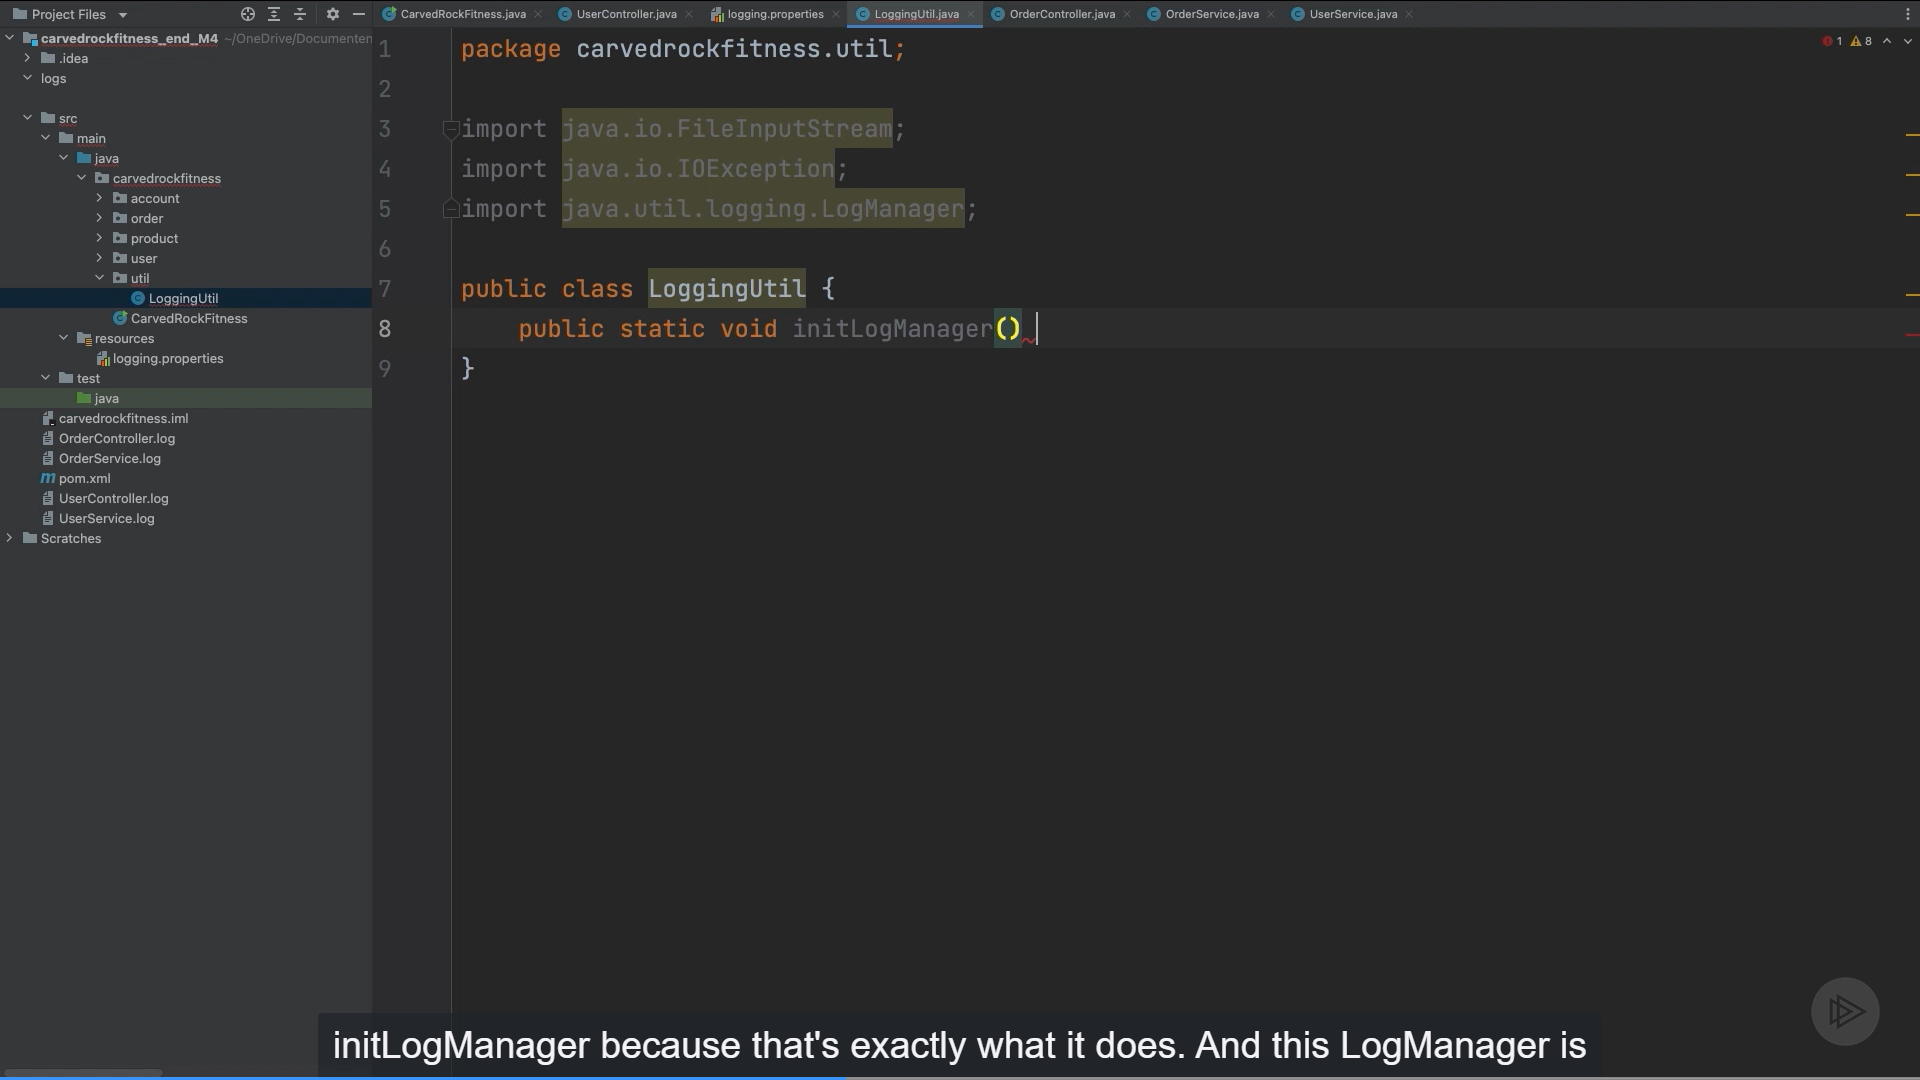 Project Files
CarvedRockFitness.java
UserController.java
logging.properties
LoggingUtil.java
OrderController.java
OrderService.java
UserService.java
carvedrockfitness_end_M4 ~/OneDrive/Documenten
.idea
logs
src
main
java
carvedrockfitness
account
order
product
user
util
LoggingUtil
CarvedRockFitness
resources
logging.properties
test
java
carvedrockfitness.iml
OrderController.log
OrderService.log
pom.xml
UserController.log
UserService.log
Scratches
1 package carvedrockfitness.util;
2
3 import java.io.FileInputStream;
4 import java.io.IOException;
5 import java.util.logging.LogManager;
6
7 public class LoggingUtil {
8 public static void initLogManager()
9 }
1 8
initLogManager because that's exactly what it does. And this LogManager is